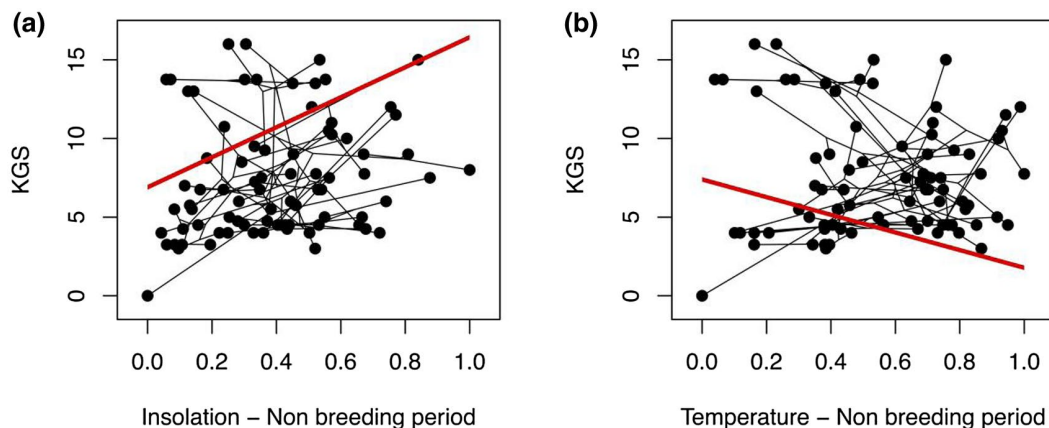 (a)
KGS
15
10
5
0
0.0 0.2 0.4 0.6 0.8 1.0
Insolation − Non breeding period
(b)
KGS
15
10
5
0
0.0 0.2 0.4 0.6 0.8 1.0
Temperature − Non breeding period